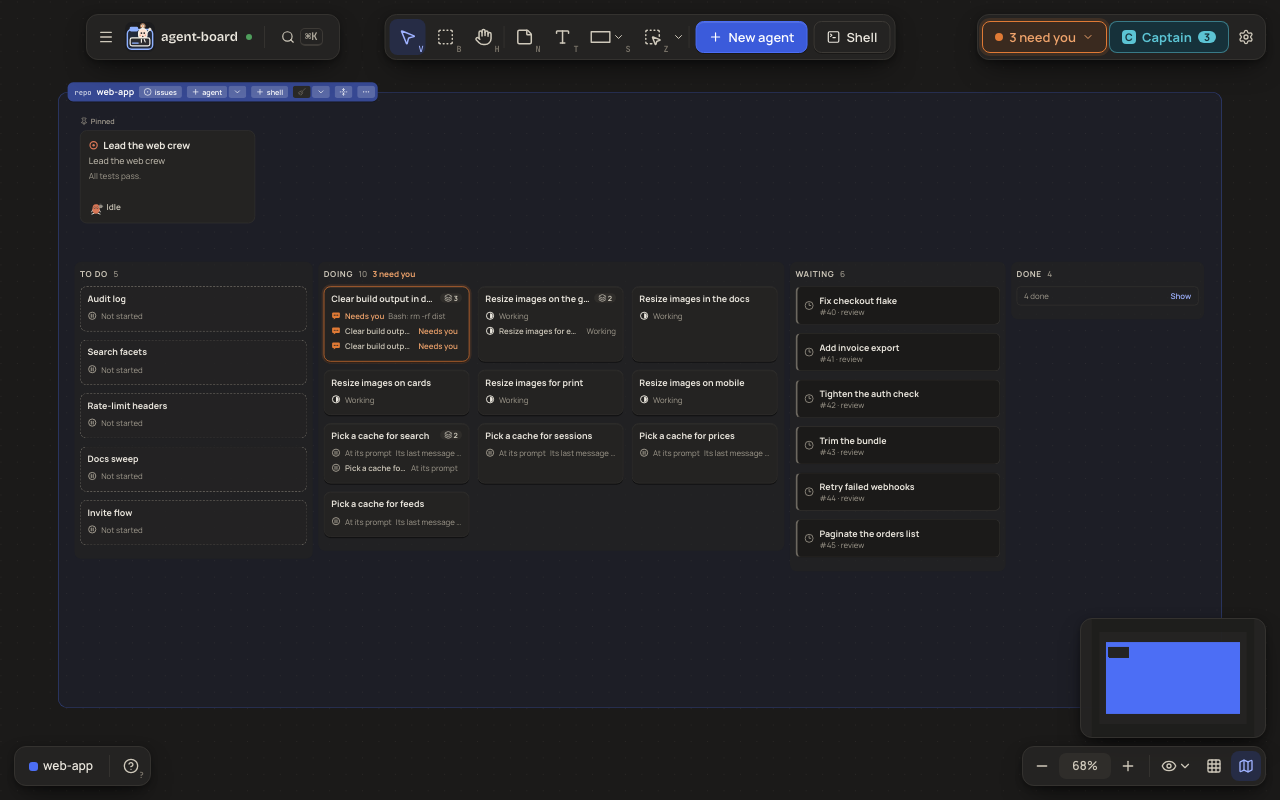 agent-board
⌘K
V
B
H
N
T
S
Z
New agent
Shell
3 need you
C Captain 3
repo web-app
issues
agent
shell
Pinned
Lead the web crew
Lead the web crew
All tests pass.
Idle
TO DO 5
Audit log
Not started
Search facets
Not started
Rate-limit headers
Not started
Docs sweep
Not started
Invite flow
Not started
DOING 10 3 need you
Clear build output in d… 3
Needs you Bash: rm -rf dist
Clear build outp… Needs you
Clear build outp… Needs you
Resize images on the g… 2
Working
Resize images for e… Working
Resize images in the docs
Working
Resize images on cards
Working
Resize images for print
Working
Resize images on mobile
Working
Pick a cache for search 2
At its prompt Its last message …
Pick a cache fo… At its prompt
Pick a cache for sessions
At its prompt Its last message …
Pick a cache for prices
At its prompt Its last message …
Pick a cache for feeds
At its prompt Its last message …
WAITING 6
Fix checkout flake
#40 · review
Add invoice export
#41 · review
Tighten the auth check
#42 · review
Trim the bundle
#43 · review
Retry failed webhooks
#44 · review
Paginate the orders list
#45 · review
DONE 4
4 done Show
web-app
?
68%